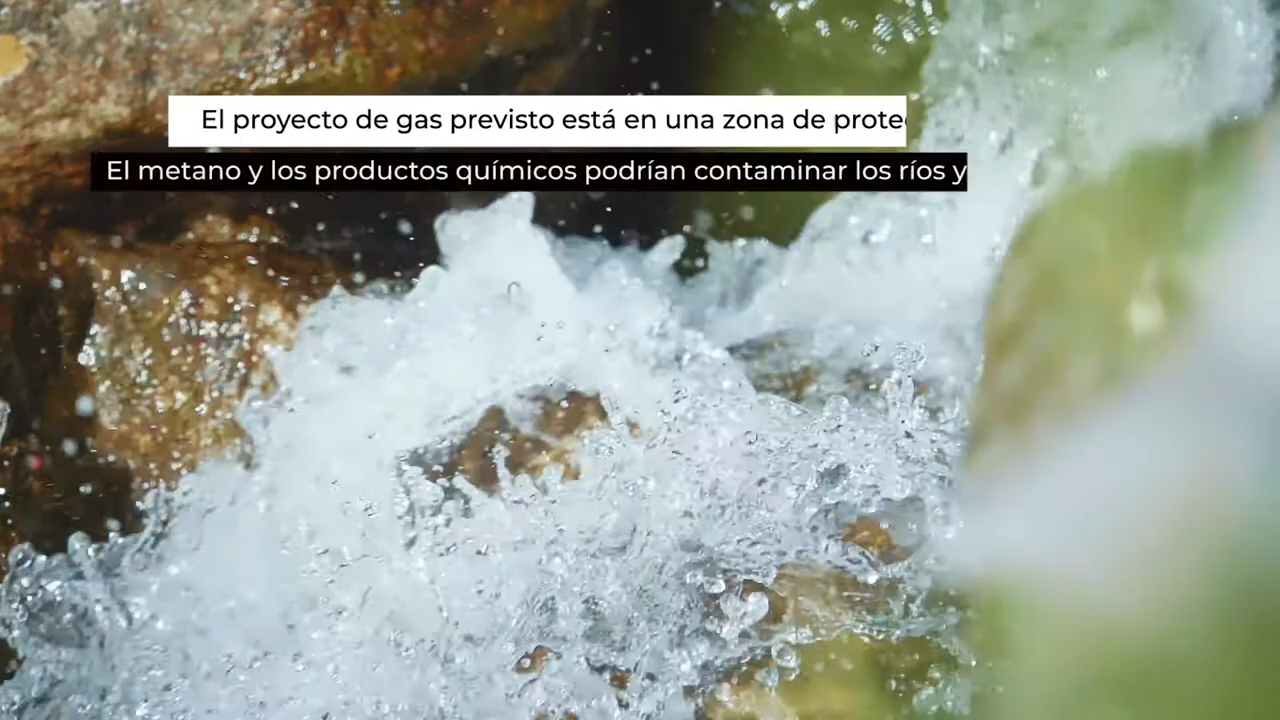 El proyecto de gas previsto está en una zona de
El metano y los productos químicos podrían contaminar los ríos y